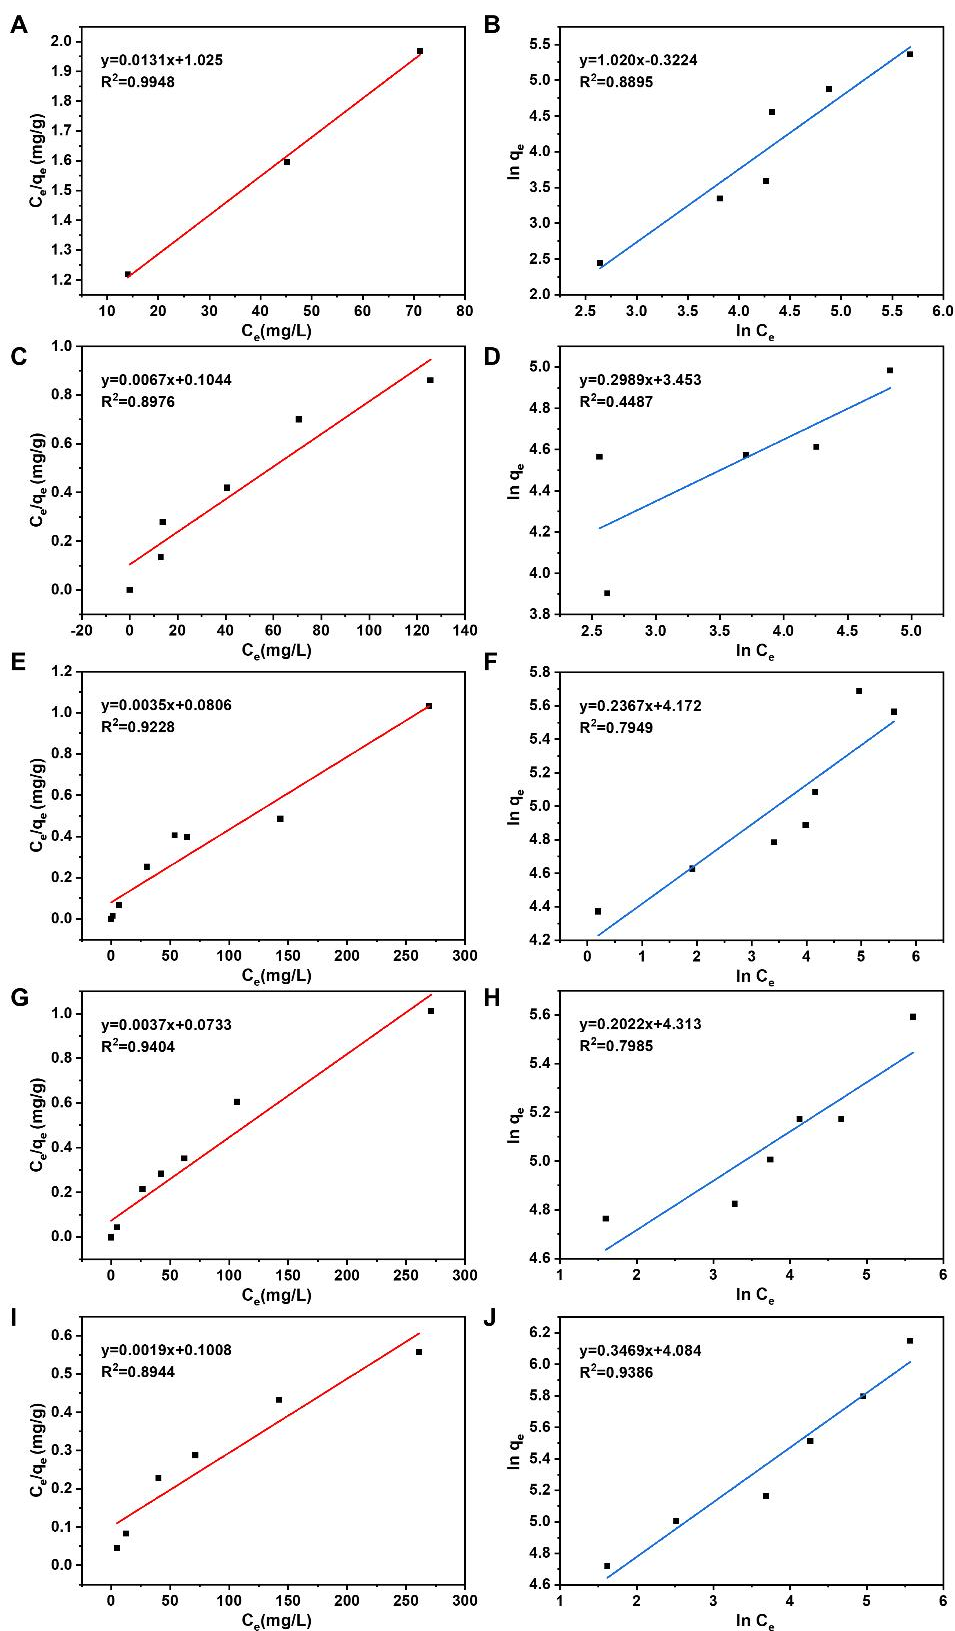 A
y=0.0131x+1.025
R²=0.9948
2.0
1.9
1.8
1.7
1.6
1.5
1.4
1.3
1.2
Cₑ/qₑ (mg/g)
10 20 30 40 50 60 70 80
Cₑ(mg/L)
B
y=1.020x-0.3224
R²=0.8895
5.5
5.0
4.5
4.0
3.5
3.0
2.5
2.0
ln qₑ
2.5 3.0 3.5 4.0 4.5 5.0 5.5 6.0
ln Cₑ
C
y=0.0067x+0.1044
R²=0.8976
1.0
0.8
0.6
0.4
0.2
0.0
Cₑ/qₑ (mg/g)
-20 0 20 40 60 80 100 120 140
Cₑ(mg/L)
D
y=0.2989x+3.453
R²=0.4487
5.0
4.8
4.6
4.4
4.2
4.0
3.8
ln qₑ
2.5 3.0 3.5 4.0 4.5 5.0
ln Cₑ
E
y=0.0035x+0.0806
R²=0.9228
1.2
1.0
0.8
0.6
0.4
0.2
0.0
Cₑ/qₑ (mg/g)
0 50 100 150 200 250 300
Cₑ(mg/L)
F
y=0.2367x+4.172
R²=0.7949
5.8
5.6
5.4
5.2
5.0
4.8
4.6
4.4
4.2
ln qₑ
0 1 2 3 4 5 6
ln Cₑ
G
y=0.0037x+0.0733
R²=0.9404
1.0
0.8
0.6
0.4
0.2
0.0
Cₑ/qₑ (mg/g)
0 50 100 150 200 250 300
Cₑ(mg/L)
H
y=0.2022x+4.313
R²=0.7985
5.6
5.4
5.2
5.0
4.8
4.6
ln qₑ
1 2 3 4 5 6
ln Cₑ
I
y=0.0019x+0.1008
R²=0.8944
0.6
0.5
0.4
0.3
0.2
0.1
0.0
Cₑ/qₑ (mg/g)
0 50 100 150 200 250 300
Cₑ(mg/L)
J
y=0.3469x+4.084
R²=0.9386
6.2
6.0
5.8
5.6
5.4
5.2
5.0
4.8
4.6
ln qₑ
1 2 3 4 5 6
ln Cₑ